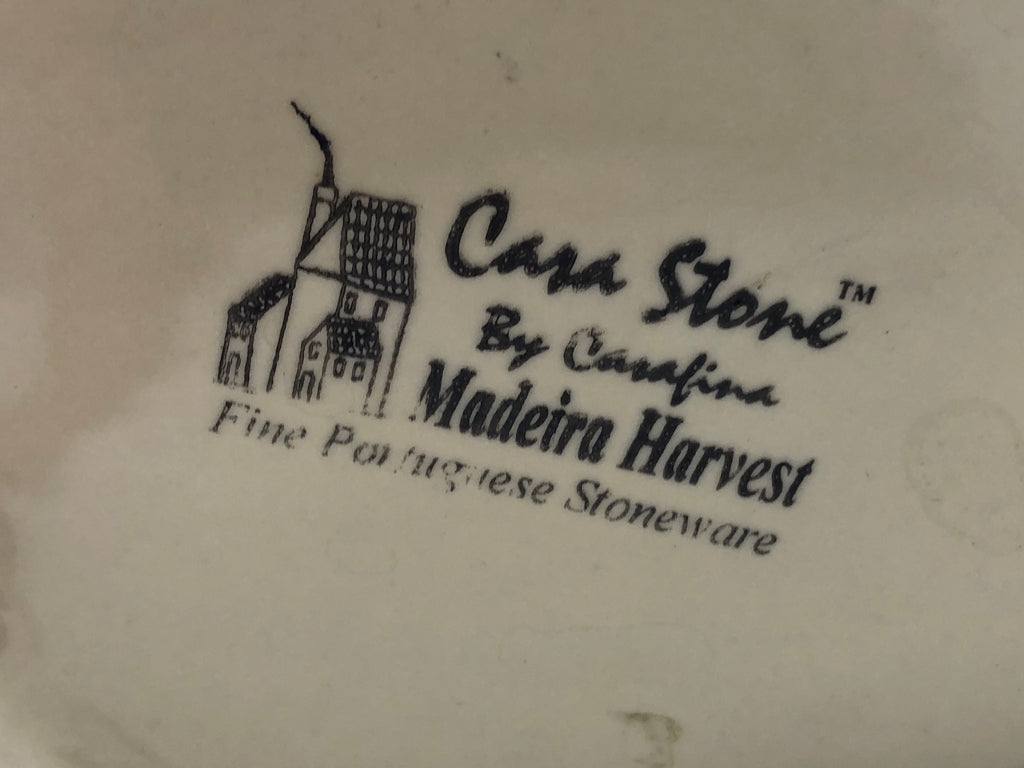 Casa Stone™
By Casafina
Madeira Harvest
Fine Portuguese Stoneware